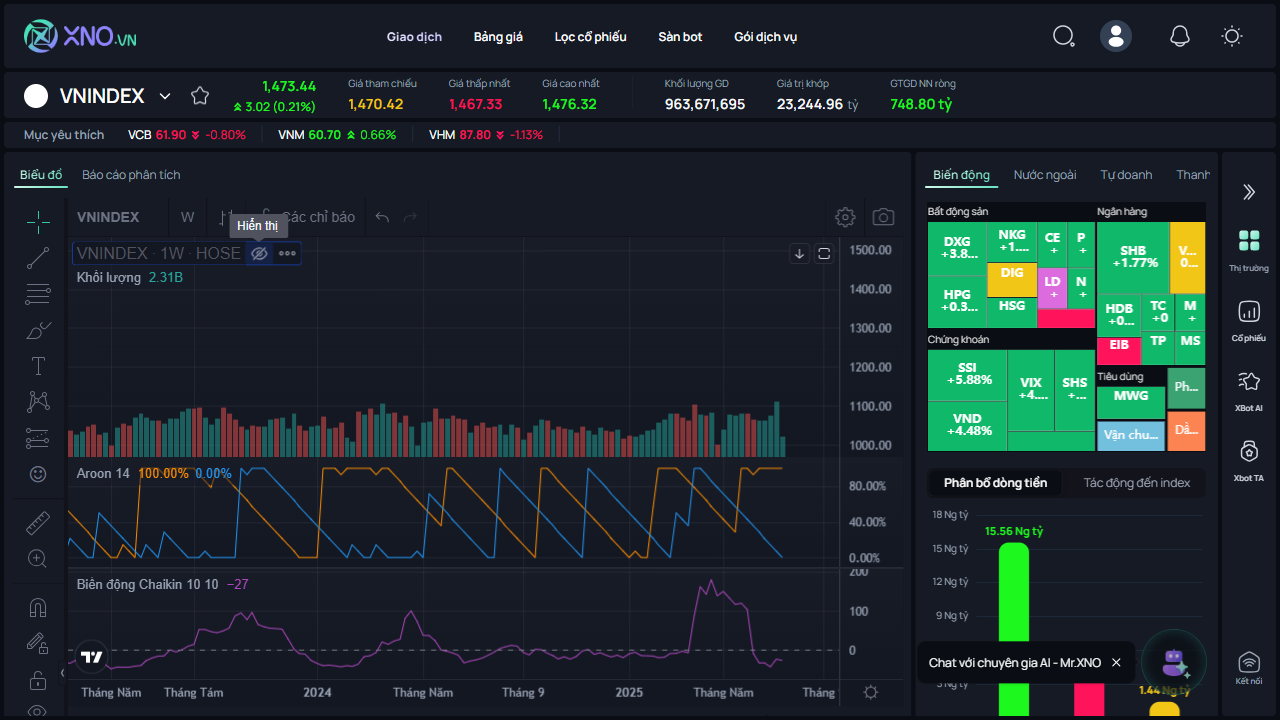 XNO.VN
Giao dịch Bảng giá Lọc cổ phiếu Sàn bot Gói dịch vụ
VNINDEX
1,473.44
3.02 (0.21%)
Giá tham chiếu
1,470.42
Giá thấp nhất
1,467.33
Giá cao nhất
1,476.32
Khối lượng GD
963,671,695
Giá trị khớp
23,244.96 tỷ
GTGD NN ròng
748.80 tỷ
Mục yêu thích VCB 61.90 -0.80% VNM 60.70 0.66% VHM 87.80 -1.13%
Biểu đồ Báo cáo phân tích
VNINDEX W Các chỉ báo
Hiển thị
VNINDEX · 1W · HOSE
Khối lượng 2.31B
1500.00
1400.00
1300.00
1200.00
1100.00
1000.00
Aroon 14 100.00% 0.00%
80.00%
40.00%
0.00%
Biến động Chaikin 10 10 −27
200
100
0
Tháng Năm Tháng Tám 2024 Tháng Năm Tháng 9 2025 Tháng Năm Tháng
Biến động Nước ngoài Tự doanh Thanh
Bất động sản
DXG
+3.8...
NKG
+1....
CE
+
P
+
HPG
+0.3...
DIG
HSG
LD
+
N
+
Ngân hàng
SHB
+1.77%
V...
0...
HDB
+0...
TC
+0
M
+
EIB
TP
MS
Chứng khoán
SSI
+5.88%
VND
+4.48%
VIX
+4....
SHS
+...
Tiêu dùng
MWG
Ph...
Vận chu...
Dầ...
Phân bổ dòng tiền Tác động đến index
18 Ng tỷ
15.56 Ng tỷ
15 Ng tỷ
12 Ng tỷ
9 Ng tỷ
Chat với chuyên gia AI - Mr.XNO
3 Ng tỷ
1.44 Ng tỷ
Thị trường
Cổ phiếu
XBot AI
Xbot TA
Kết nối